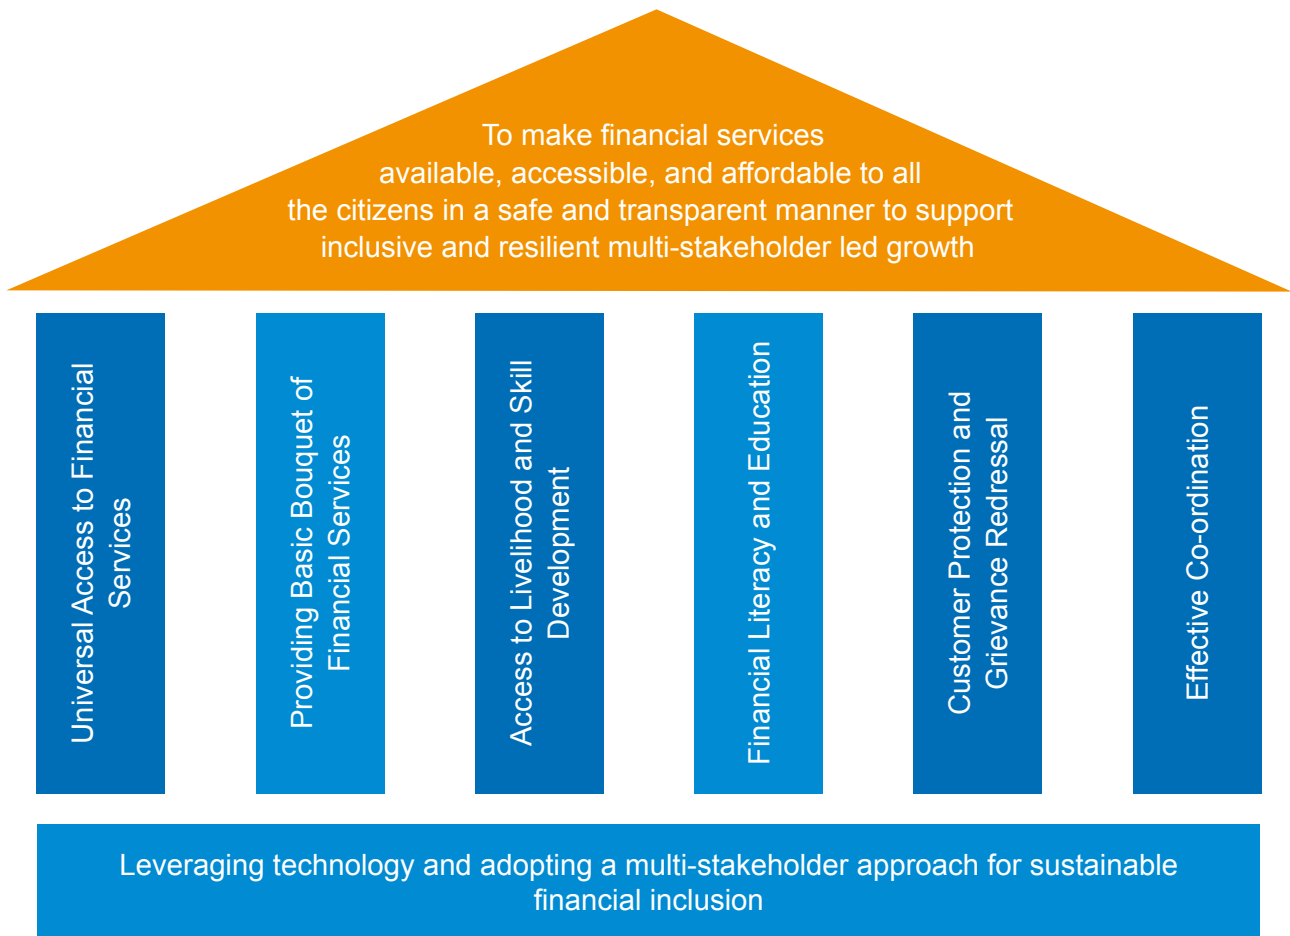 To make financial services
available, accessible, and affordable to all
the citizens in a safe and transparent manner to support
inclusive and resilient multi-stakeholder led growth
Universal Access to Financial
Services
Providing Basic Bouquet of
Financial Services
Access to Livelihood and Skill
Development
Financial Literacy and Education
Customer Protection and
Grievance Redressal
Effective Co-ordination
Leveraging technology and adopting a multi-stakeholder approach for sustainable
financial inclusion